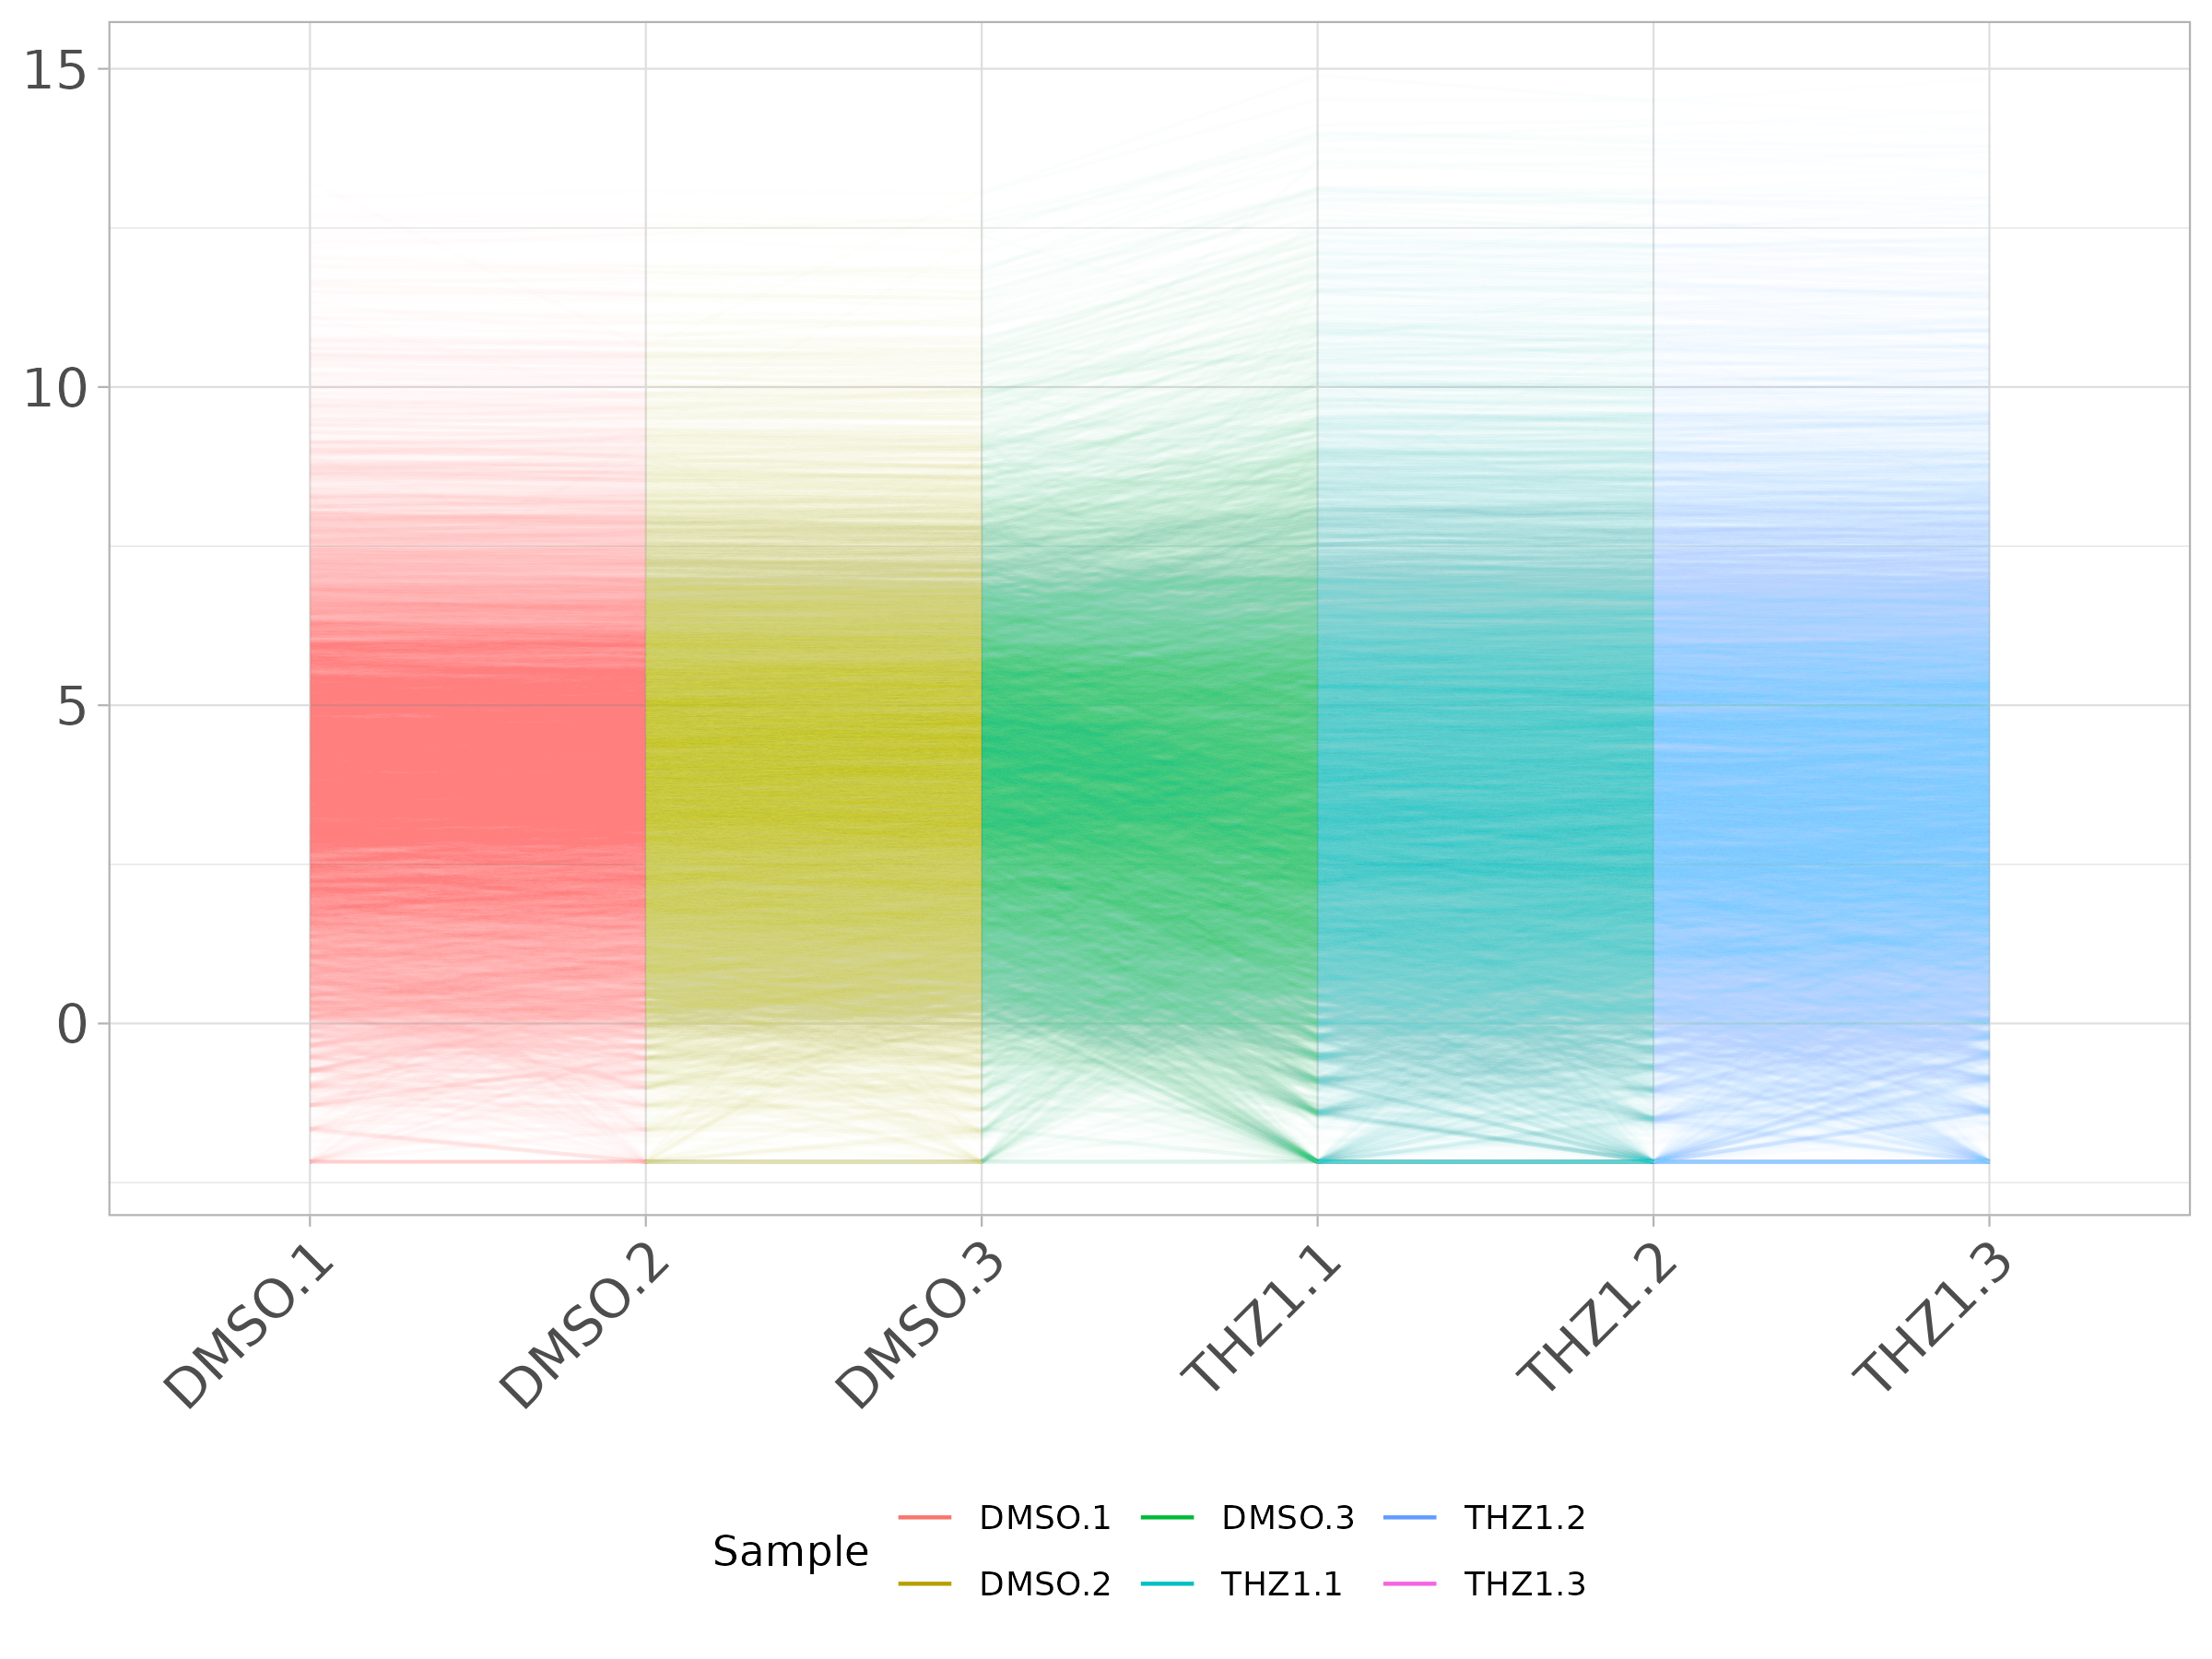 15
10
5
0
DMSO.1
DMSO.2
DMSO.3
THZ1.1
THZ1.2
THZ1.3
Sample
DMSO.1 DMSO.3 THZ1.2
DMSO.2 THZ1.1 THZ1.3